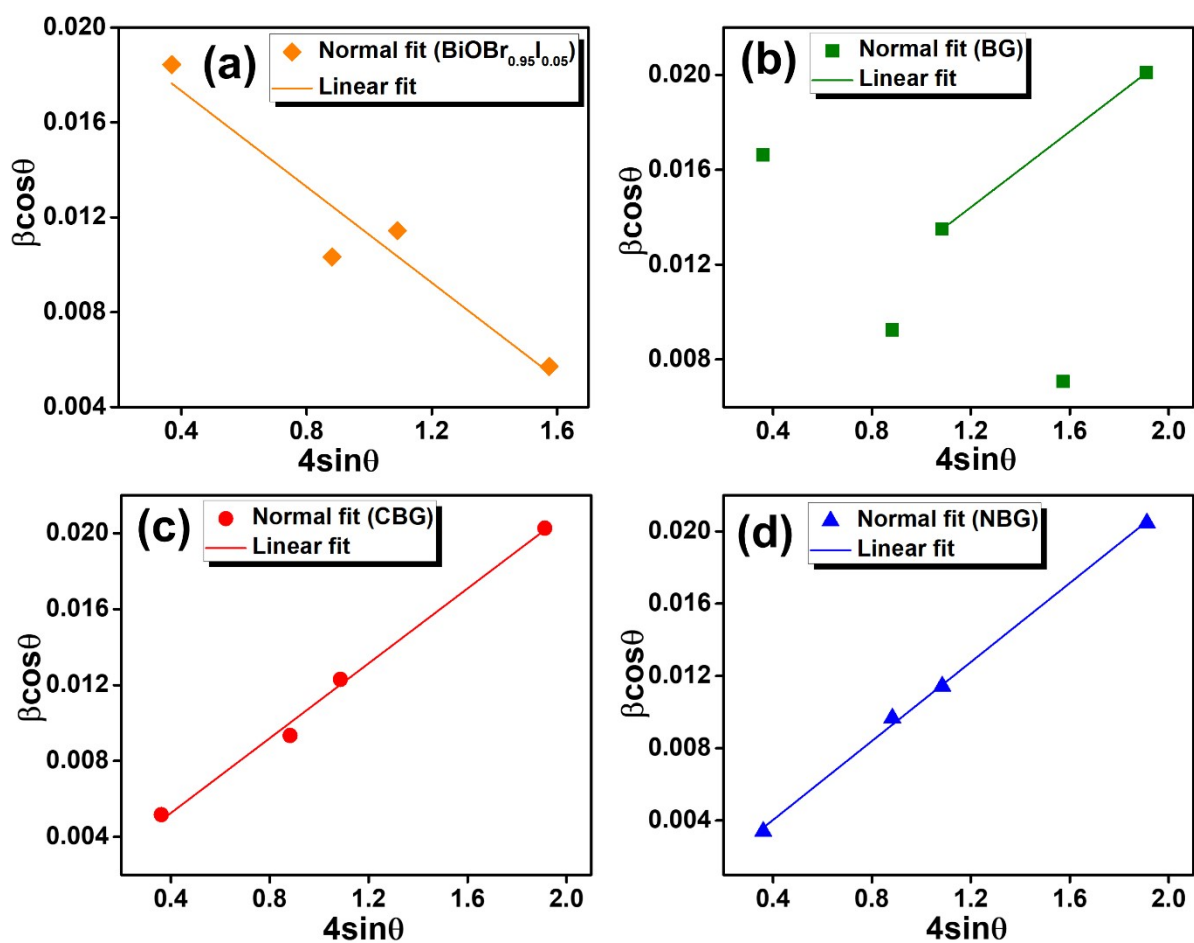 (a)
Normal fit (BiOBr0.95I0.05)
Linear fit
0.020
0.016
0.012
0.008
0.004
βcosθ
0.4 0.8 1.2 1.6
4sinθ
(b)
Normal fit (BG)
Linear fit
0.020
0.016
0.012
0.008
βcosθ
0.4 0.8 1.2 1.6 2.0
4sinθ
(c)
Normal fit (CBG)
Linear fit
0.020
0.016
0.012
0.008
0.004
βcosθ
0.4 0.8 1.2 1.6 2.0
4sinθ
(d)
Normal fit (NBG)
Linear fit
0.020
0.016
0.012
0.008
0.004
βcosθ
0.4 0.8 1.2 1.6 2.0
4sinθ